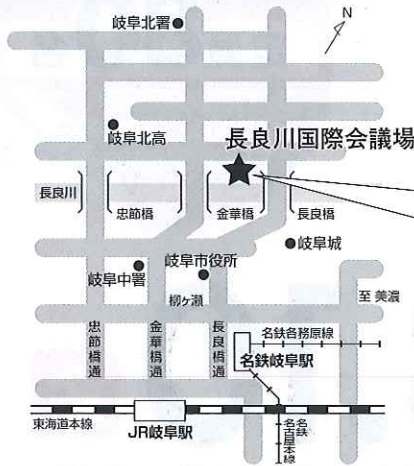 岐阜北署
N
岐阜北高
長良川国際会議場
長良川
忠節橋
金華橋
長良橋
岐阜城
岐阜中署
岐阜市役所
柳ヶ瀬
至 美濃
忠節橋通
金華橋通
長良橋通
名鉄各務原線
名鉄岐阜駅
東海道本線
JR岐阜駅
名鉄
名古屋本線